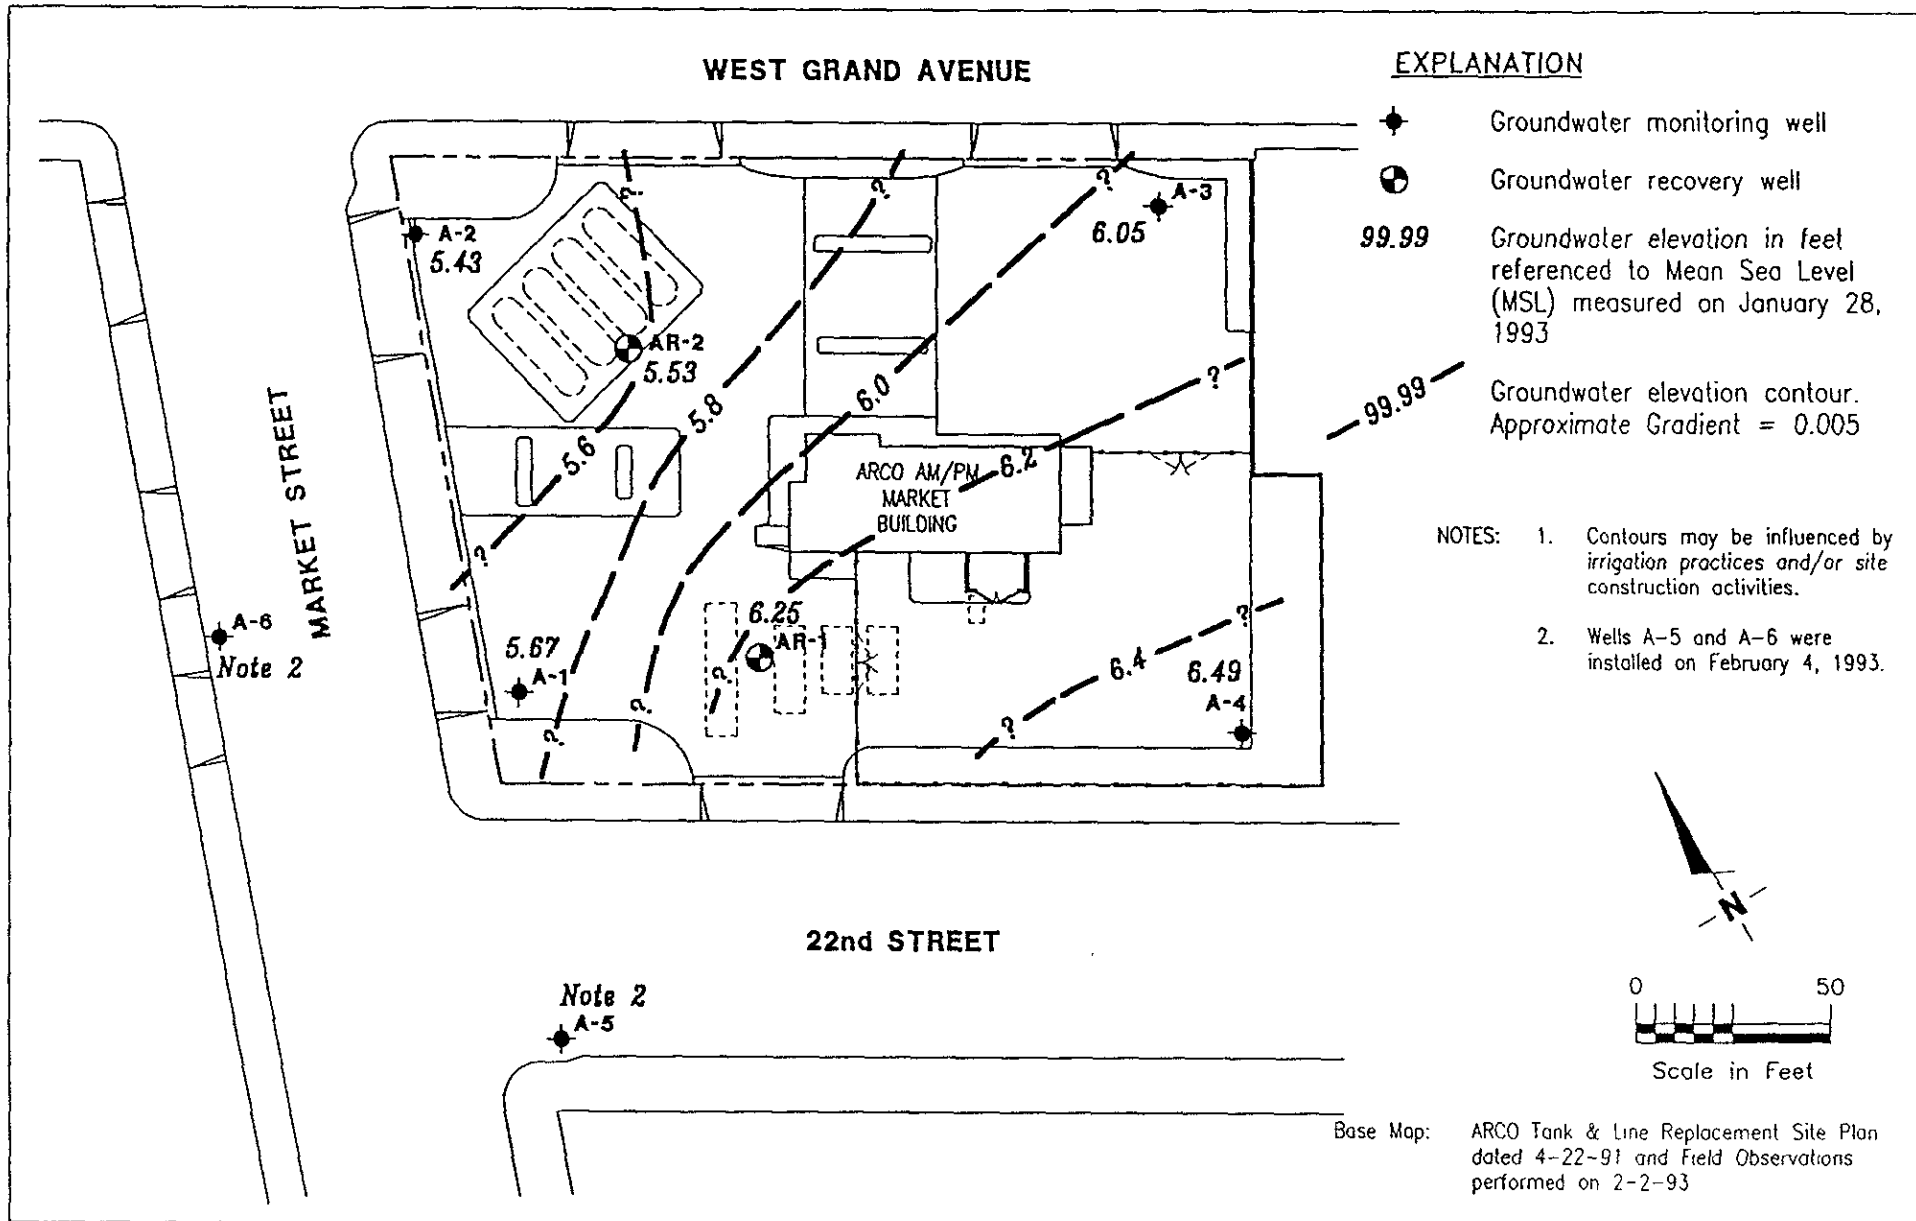 WEST GRAND AVENUE
EXPLANATION
Groundwater monitoring well
Groundwater recovery well
99.99
Groundwater elevation in feet
referenced to Mean Sea Level
(MSL) measured on January 28,
1993
99.99
Groundwater elevation contour.
Approximate Gradient = 0.005
NOTES: 1. Contours may be influenced by
irrigation practices and/or site
construction activities.
2. Wells A-5 and A-6 were
installed on February 4, 1993.
A-2
5.43
A-3
6.05
AR-2
5.53
?
?
?
?
5.6
5.8
6.0
6.2
ARCO AM/PM
MARKET
BUILDING
MARKET STREET
?
A-6
Note 2
5.67
A-1
6.25
AR-1
?
?
?
?
6.4
?
6.49
A-4
?
22nd STREET
Note 2
A-5
N
0 50
Scale in Feet
Base Map: ARCO Tank & Line Replacement Site Plan
dated 4-22-91 and Field Observations
performed on 2-2-93